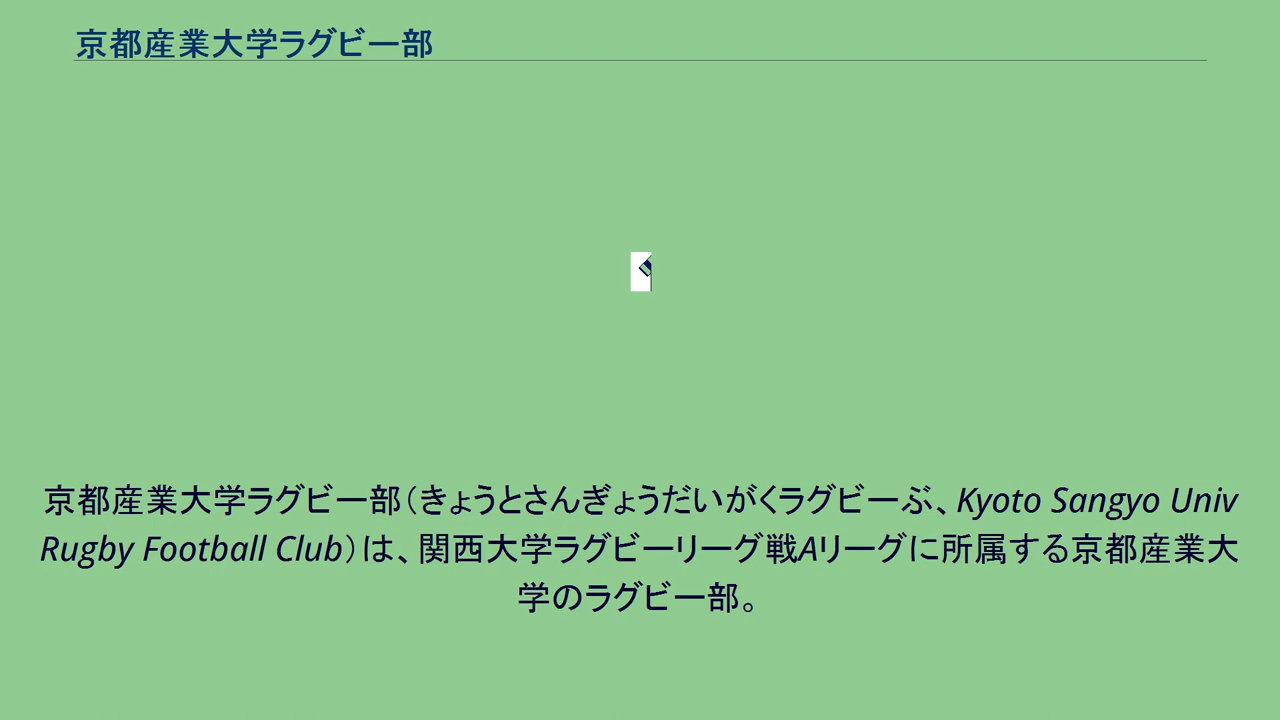 京都産業大学ラグビー部
京都産業大学ラグビー部（きょうとさんぎょうだいがくラグビーぶ、Kyoto Sangyo Univ
Rugby Football Club）は、関西大学ラグビーリーグ戦Aリーグに所属する京都産業大
学のラグビー部。